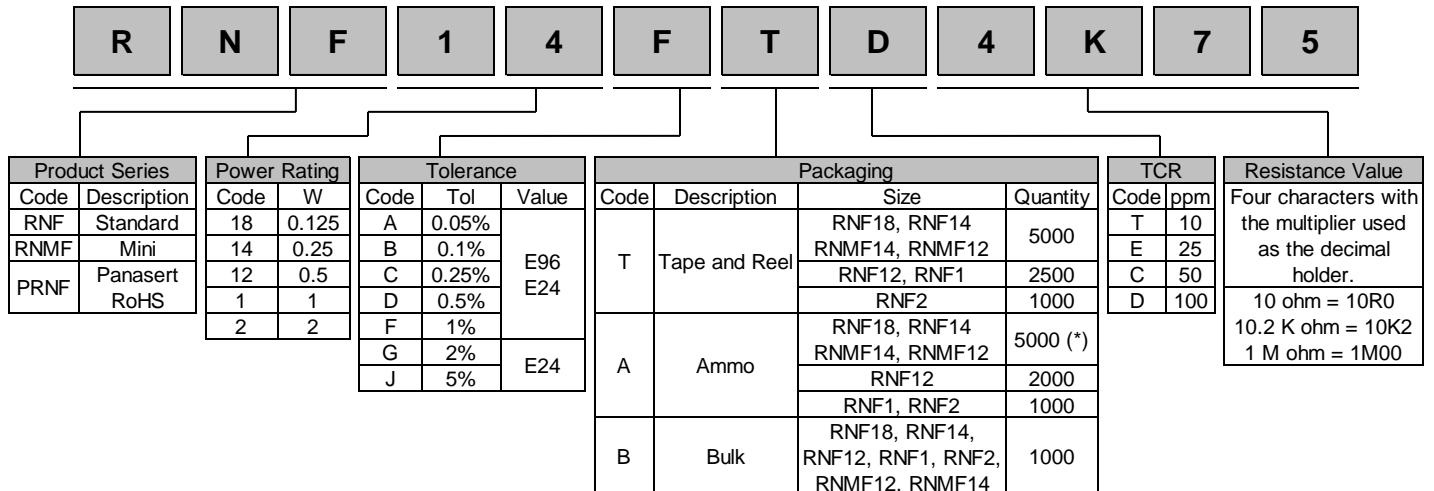 R N F 1 4 F T D 4 K 7 5
Product Series
Code Description
RNF Standard
RNMF Mini
PRNF Panasert RoHS
Power Rating
Code W
18 0.125
14 0.25
12 0.5
1 1
2 2
Tolerance
Code Tol Value
A 0.05%
B 0.1%
C 0.25%
D 0.5%
F 1%
E96
E24
G 2%
J 5%
E24
Packaging
Code Description Size Quantity
T Tape and Reel
RNF18, RNF14
RNMF14, RNMF12
5000
RNF12, RNF1 2500
RNF2 1000
A Ammo
RNF18, RNF14
RNMF14, RNMF12
5000 (*)
RNF12 2000
RNF1, RNF2 1000
B Bulk
RNF18, RNF14,
RNF12, RNF1, RNF2,
RNMF12, RNMF14
1000
TCR
Code ppm
T 10
E 25
C 50
D 100
Resistance Value
Four characters with
the multiplier used
as the decimal
holder.
10 ohm = 10R0
10.2 K ohm = 10K2
1 M ohm = 1M00